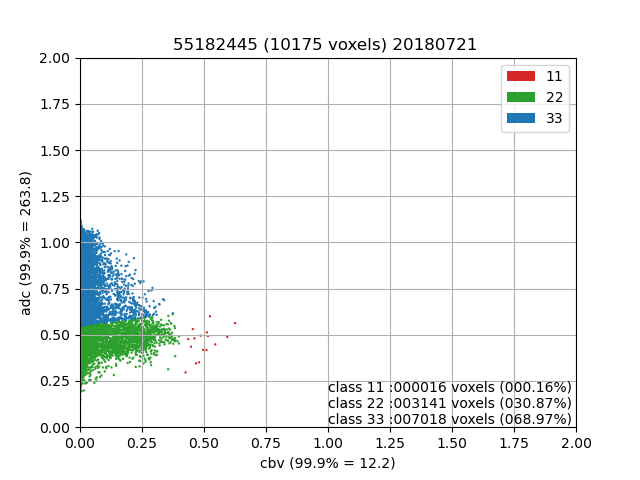 55182445 (10175 voxels) 20180721
2.00
1.75
1.50
1.25
1.00
0.75
0.50
0.25
0.00
adc (99.9% = 263.8)
11
22
33
class 11 :000016 voxels (000.16%)
class 22 :003141 voxels (030.87%)
class 33 :007018 voxels (068.97%)
0.00 0.25 0.50 0.75 1.00 1.25 1.50 1.75 2.00
cbv (99.9% = 12.2)